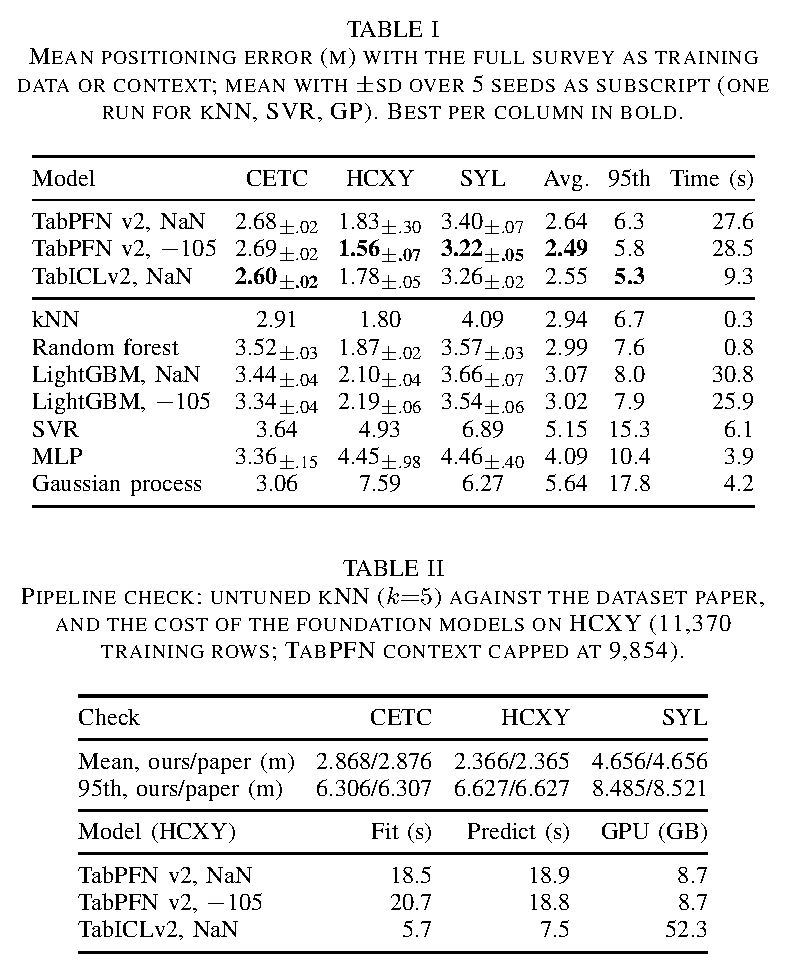 TABLE I
MEAN POSITIONING ERROR (M) WITH THE FULL SURVEY AS TRAINING
DATA OR CONTEXT; MEAN WITH ±SD OVER 5 SEEDS AS SUBSCRIPT (ONE
RUN FOR KNN, SVR, GP). BEST PER COLUMN IN BOLD.
Model CETC HCXY SYL Avg. 95th Time (s)
TabPFN v2, NaN 2.68±.02 1.83±.30 3.40±.07 2.64 6.3 27.6
TabPFN v2, −105 2.69±.02 1.56±.07 3.22±.05 2.49 5.8 28.5
TabICLv2, NaN 2.60±.02 1.78±.05 3.26±.02 2.55 5.3 9.3
kNN 2.91 1.80 4.09 2.94 6.7 0.3
Random forest 3.52±.03 1.87±.02 3.57±.03 2.99 7.6 0.8
LightGBM, NaN 3.44±.04 2.10±.04 3.66±.07 3.07 8.0 30.8
LightGBM, −105 3.34±.04 2.19±.06 3.54±.06 3.02 7.9 25.9
SVR 3.64 4.93 6.89 5.15 15.3 6.1
MLP 3.36±.15 4.45±.98 4.46±.40 4.09 10.4 3.9
Gaussian process 3.06 7.59 6.27 5.64 17.8 4.2
TABLE II
PIPELINE CHECK: UNTUNED KNN (k=5) AGAINST THE DATASET PAPER,
AND THE COST OF THE FOUNDATION MODELS ON HCXY (11,370
TRAINING ROWS; TABPFN CONTEXT CAPPED AT 9,854).
Check CETC HCXY SYL
Mean, ours/paper (m) 2.868/2.876 2.366/2.365 4.656/4.656
95th, ours/paper (m) 6.306/6.307 6.627/6.627 8.485/8.521
Model (HCXY) Fit (s) Predict (s) GPU (GB)
TabPFN v2, NaN 18.5 18.9 8.7
TabPFN v2, −105 20.7 18.8 8.7
TabICLv2, NaN 5.7 7.5 52.3